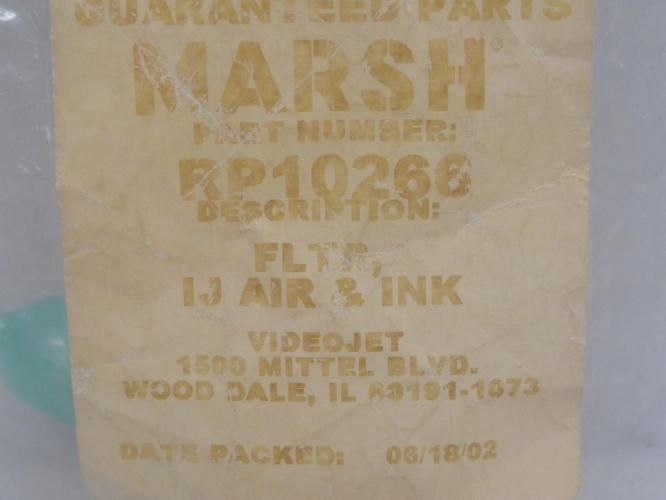 GUARANTEED PARTS
MARSH®
PART NUMBER:
RP10266
DESCRIPTION:
FLTR,
IJ AIR & INK
VIDEOJET
1500 MITTEL BLVD.
WOOD DALE, IL 60191-1073
DATE PACKED: 06/18/02